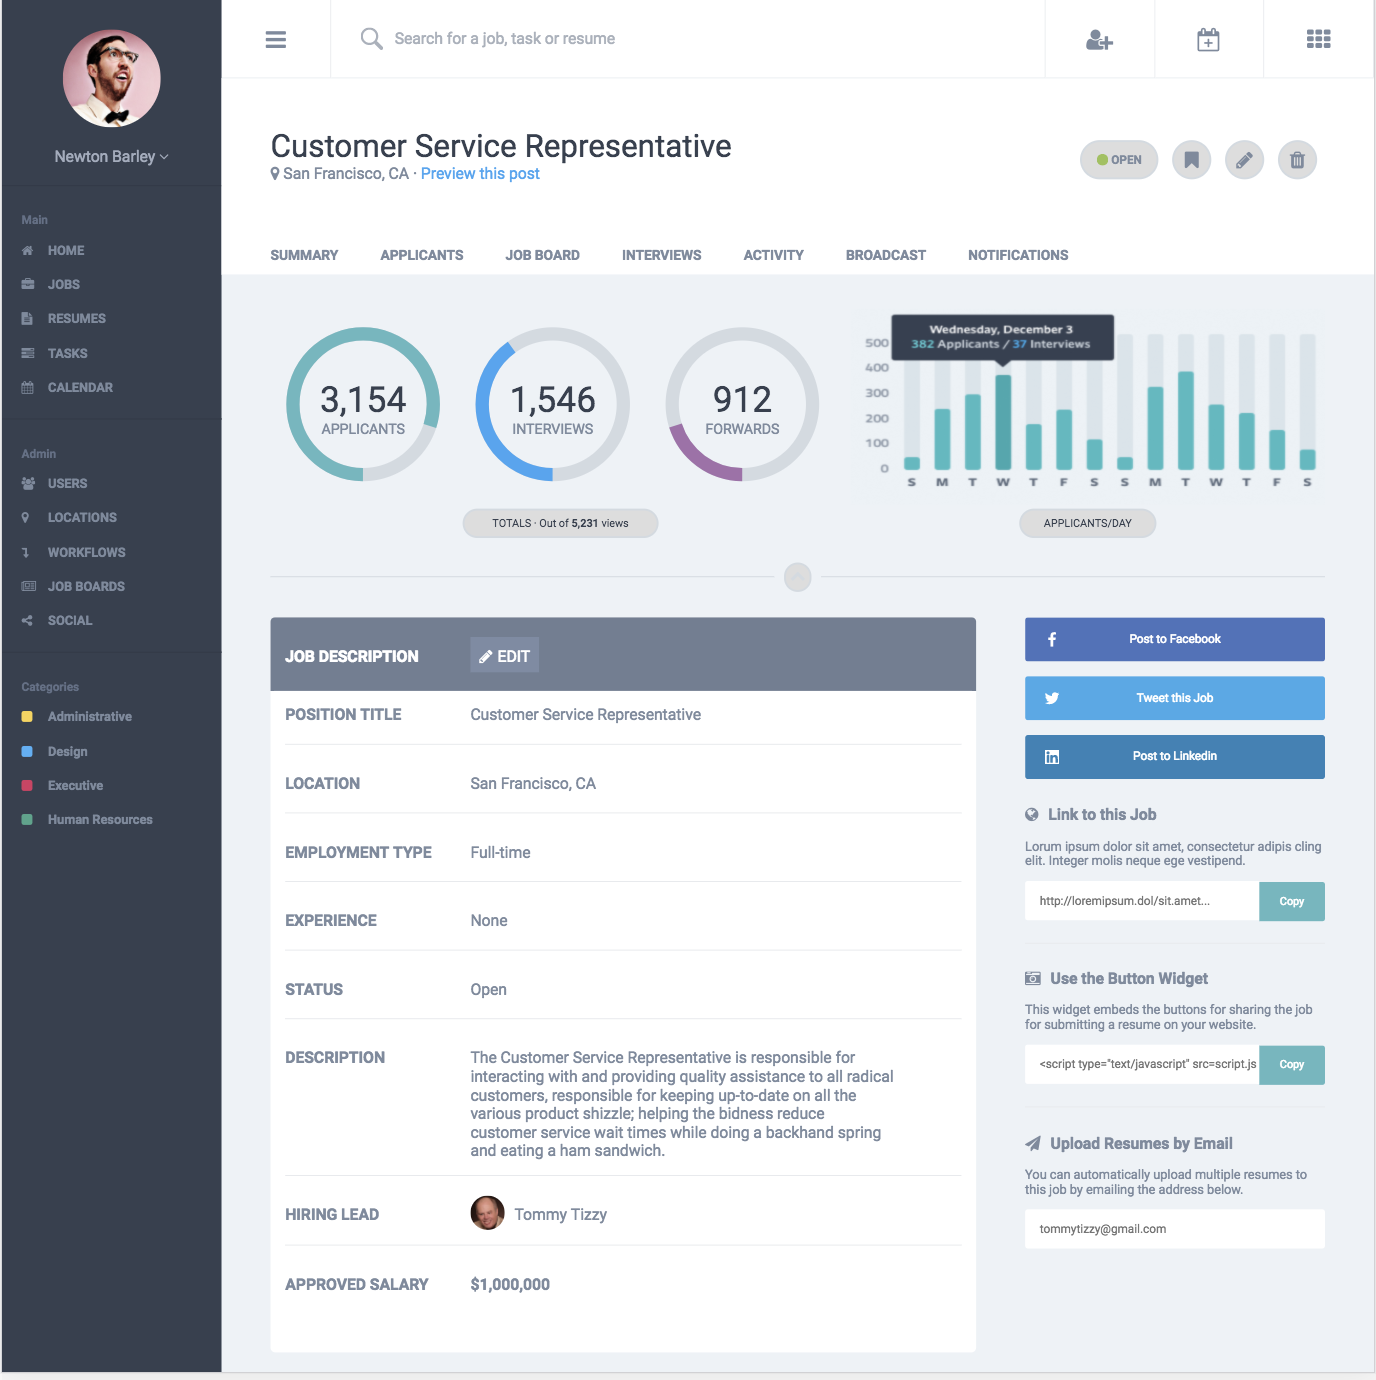 Newton Barley
Main
HOME
JOBS
RESUMES
TASKS
CALENDAR
Admin
USERS
LOCATIONS
WORKFLOWS
JOB BOARDS
SOCIAL
Categories
Administrative
Design
Executive
Human Resources
Search for a job, task or resume
Customer Service Representative
San Francisco, CA · Preview this post
OPEN
SUMMARY APPLICANTS JOB BOARD INTERVIEWS ACTIVITY BROADCAST NOTIFICATIONS
3,154
APPLICANTS
1,546
INTERVIEWS
912
FORWARDS
TOTALS · Out of 5,231 views
Wednesday, December 3
382 Applicants / 37 Interviews
500
400
300
200
100
0
S M T W T F S S M T W T F S
APPLICANTS/DAY
JOB DESCRIPTION EDIT
POSITION TITLE Customer Service Representative
LOCATION San Francisco, CA
EMPLOYMENT TYPE Full-time
EXPERIENCE None
STATUS Open
DESCRIPTION The Customer Service Representative is responsible for
interacting with and providing quality assistance to all radical
customers, responsible for keeping up-to-date on all the
various product shizzle; helping the bidness reduce
customer service wait times while doing a backhand spring
and eating a ham sandwich.
HIRING LEAD Tommy Tizzy
APPROVED SALARY $1,000,000
Post to Facebook
Tweet this Job
Post to Linkedin
Link to this Job
Lorum ipsum dolor sit amet, consectetur adipis cling
elit. Integer molis neque ege vestipend.
http://loremipsum.dol/sit.amet... Copy
Use the Button Widget
This widget embeds the buttons for sharing the job
for submitting a resume on your website.
<script type="text/javascript" src=script.js Copy
Upload Resumes by Email
You can automatically upload multiple resumes to
this job by emailing the address below.
tommytizzy@gmail.com